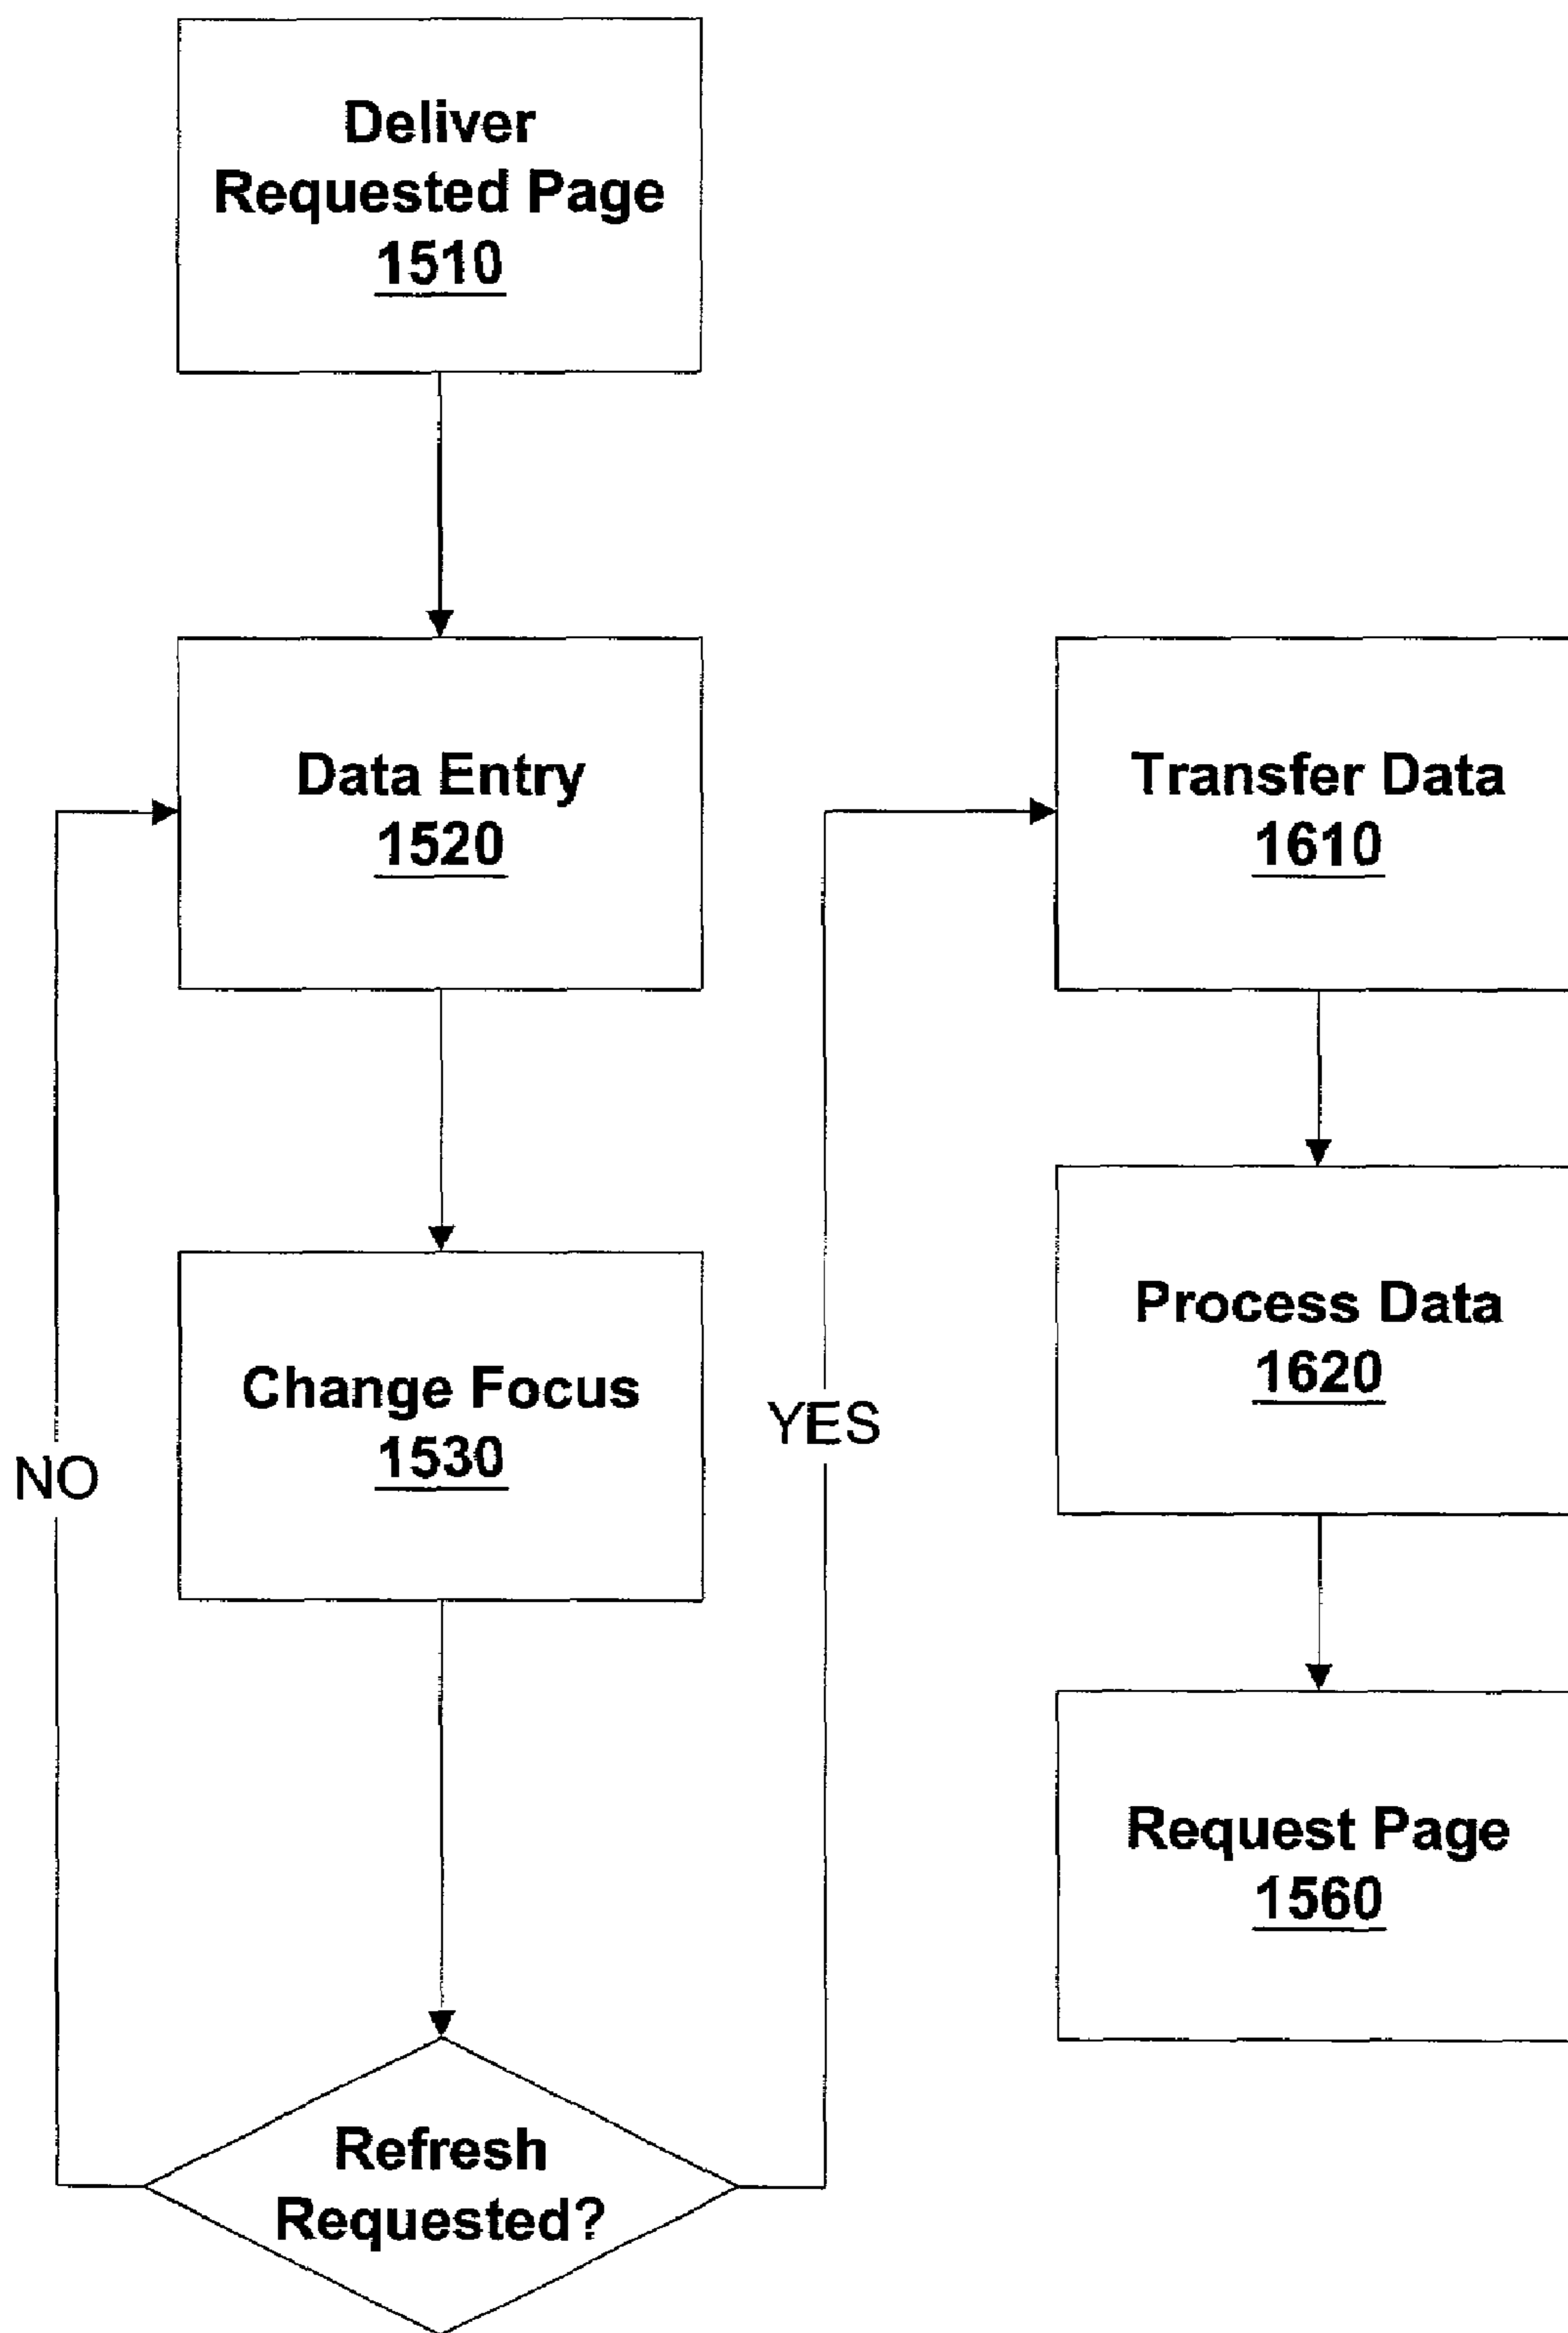 Deliver
Requested Page
1510
Data Entry
1520
Change Focus
1530
Refresh
Requested?
NO
YES
Transfer Data
1610
Process Data
1620
Request Page
1560